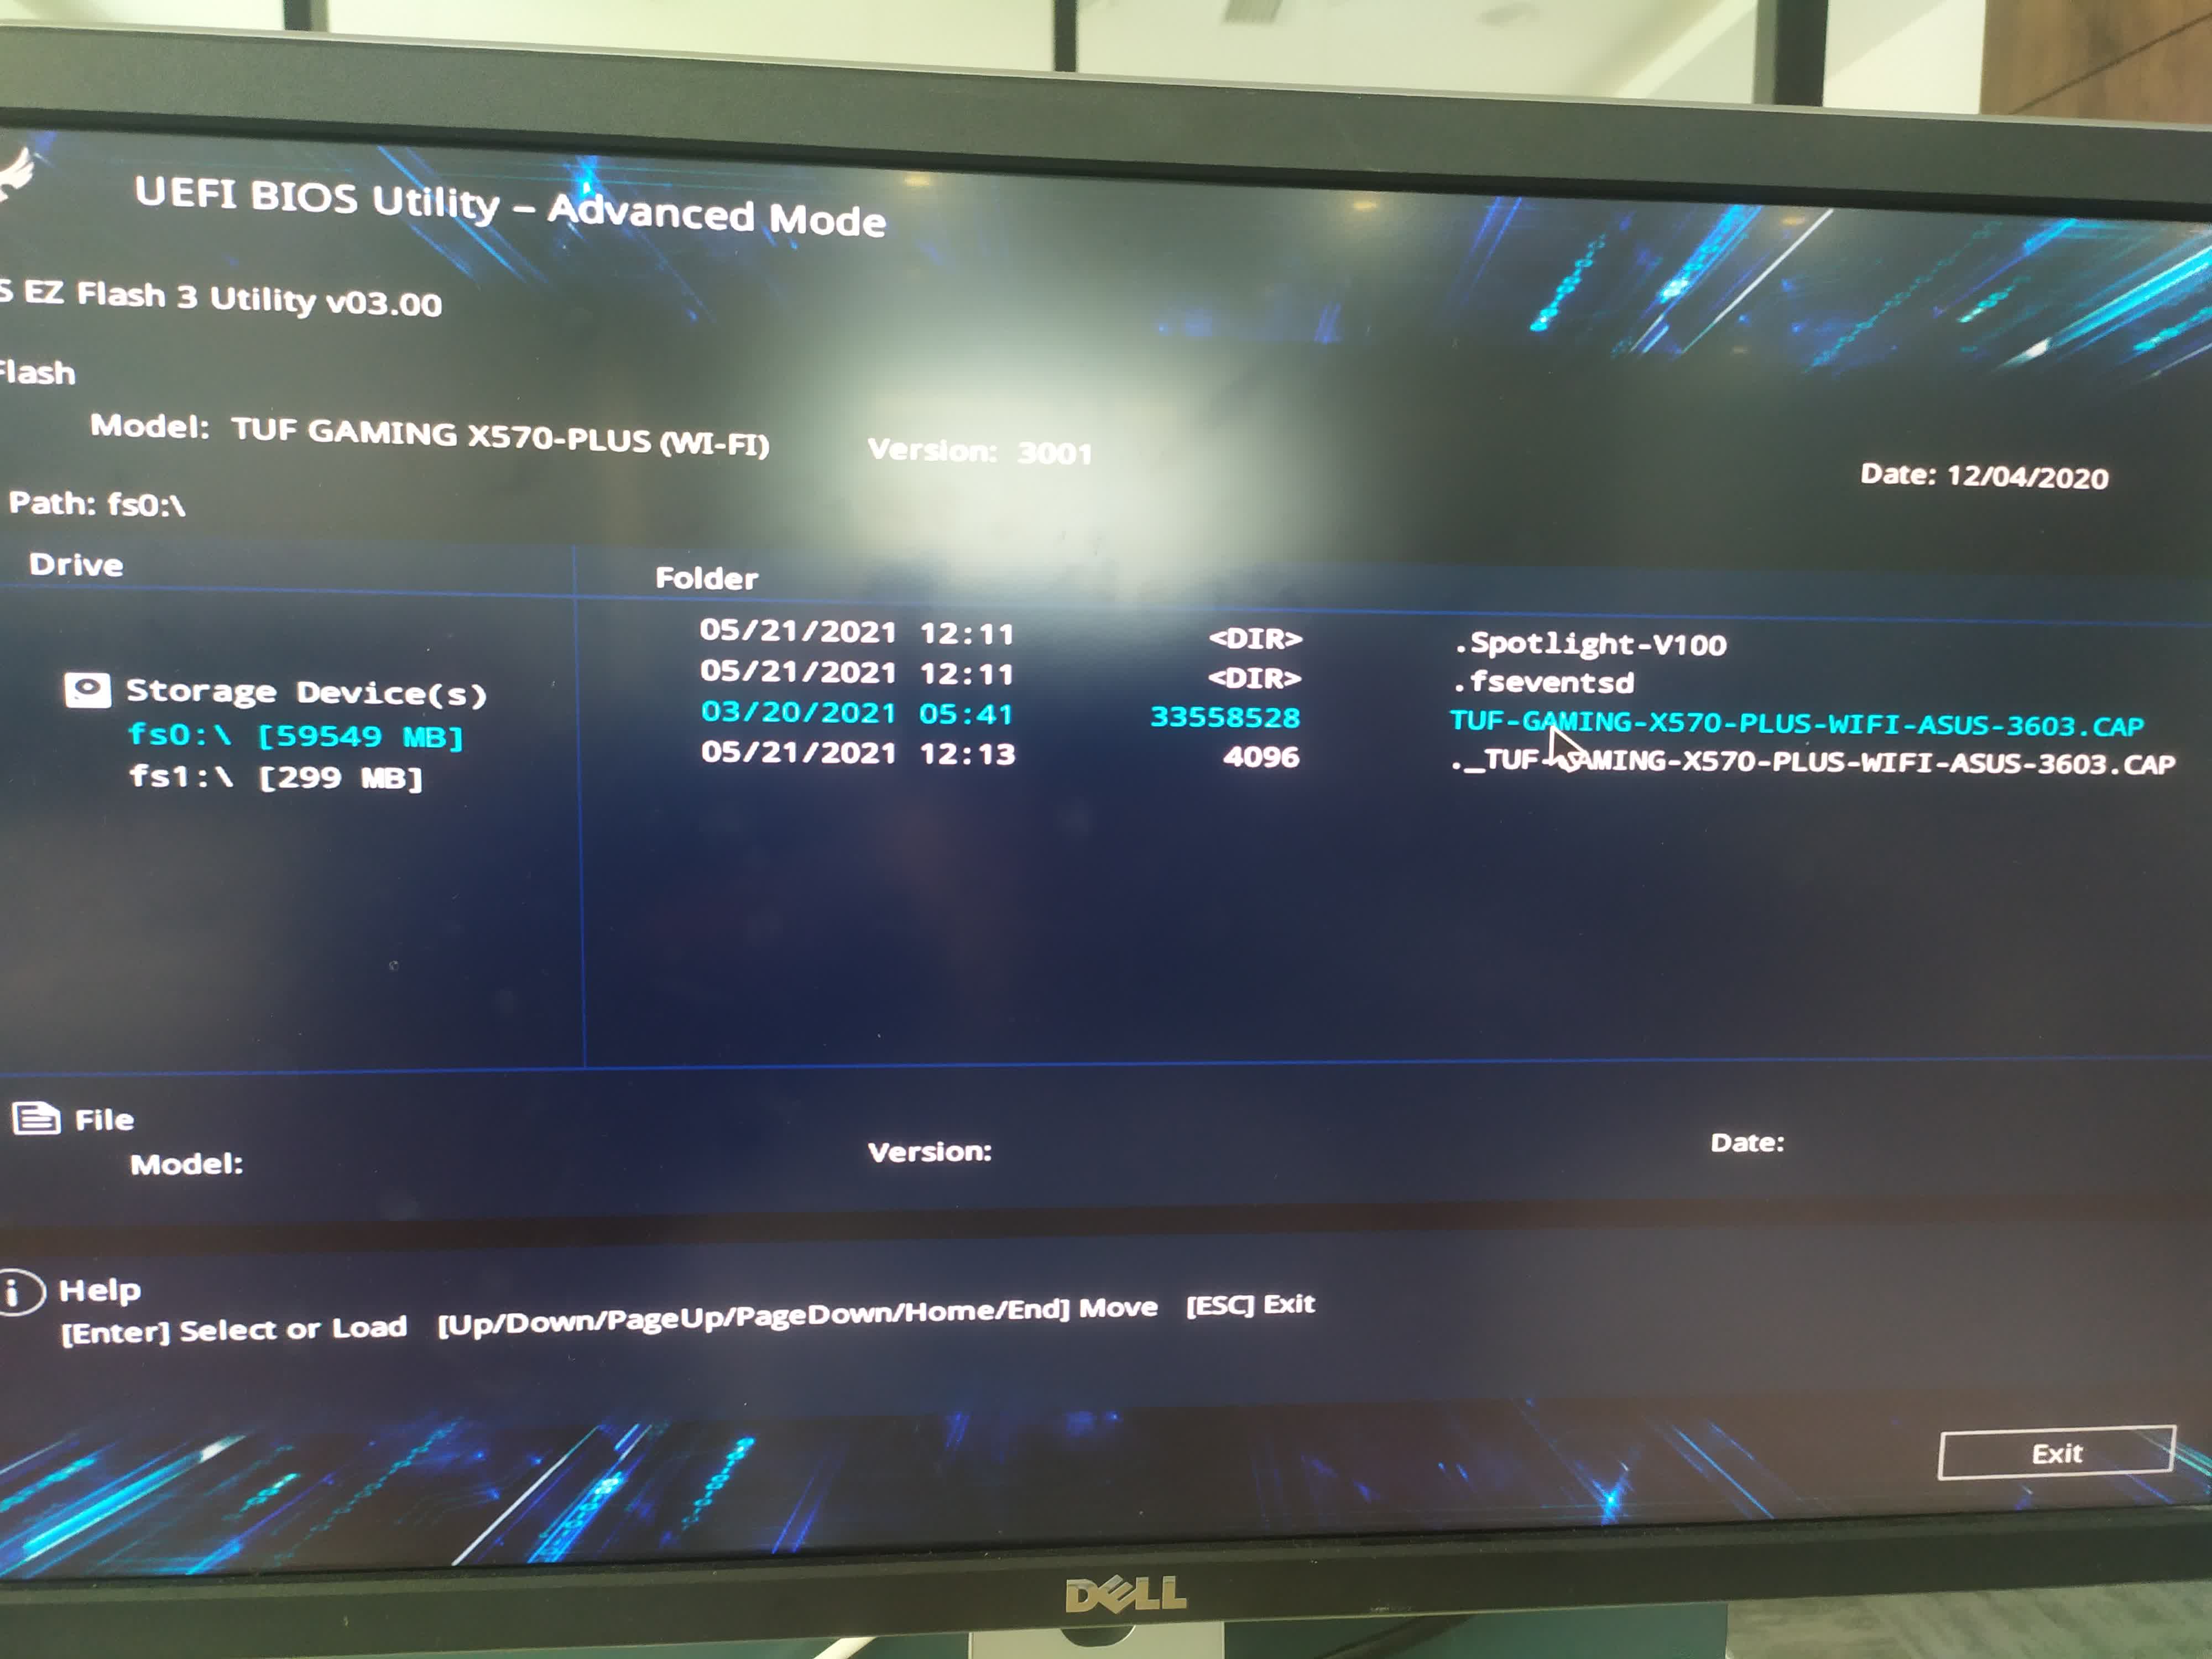 UEFI BIOS Utility – Advanced Mode
S EZ Flash 3 Utility v03.00
Flash
Model: TUF GAMING X570-PLUS (WI-FI) Version: 3001 Date: 12/04/2020
Path: fs0:\
Drive Folder
05/21/2021 12:11 <DIR> .Spotlight-V100
05/21/2021 12:11 <DIR> .fseventsd
03/20/2021 05:41 33558528 TUF-GAMING-X570-PLUS-WIFI-ASUS-3603.CAP
05/21/2021 12:13 4096 ._TUF-GAMING-X570-PLUS-WIFI-ASUS-3603.CAP
Storage Device(s)
fs0:\ [59549 MB]
fs1:\ [299 MB]
File
Model: Version: Date:
Help
[Enter] Select or Load [Up/Down/PageUp/PageDown/Home/End] Move [ESC] Exit
Exit
DELL